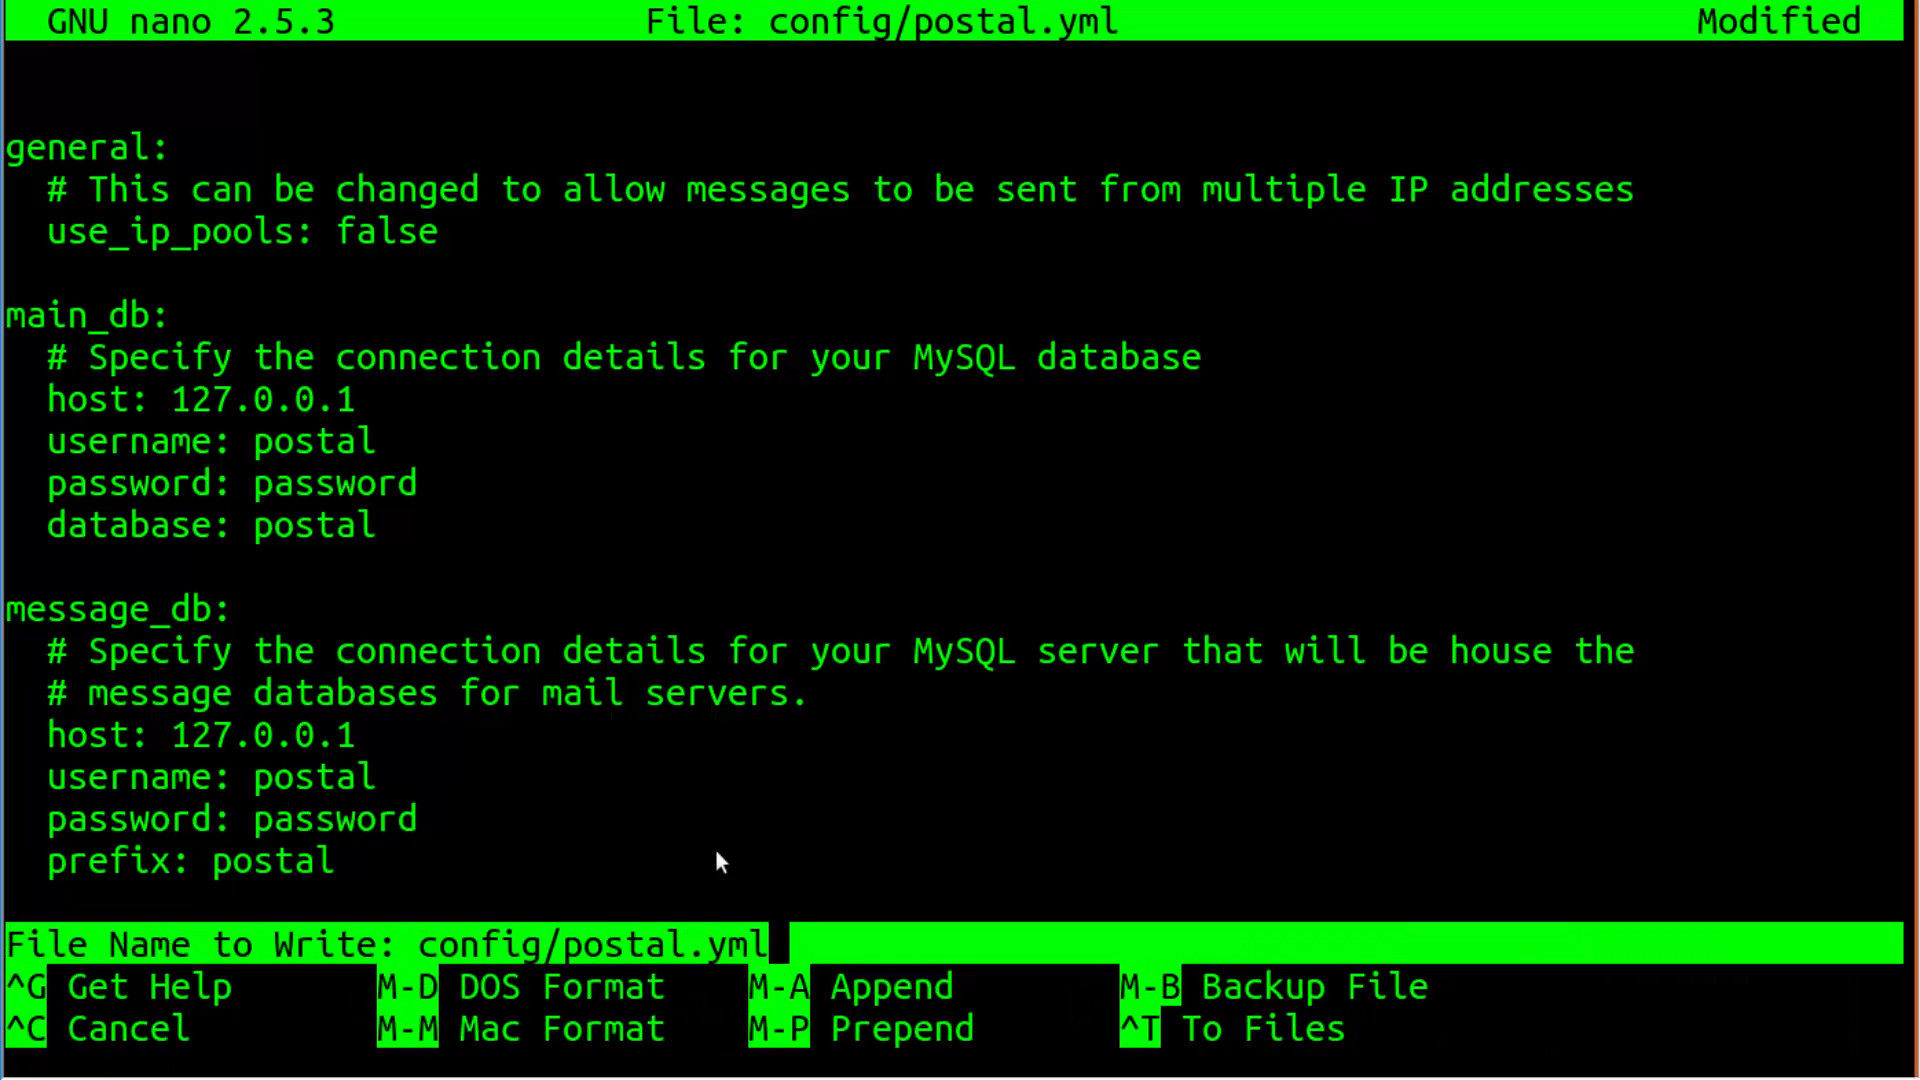 GNU nano 2.5.3 File: config/postal.yml Modified
general:
# This can be changed to allow messages to be sent from multiple IP addresses
use_ip_pools: false
main_db:
# Specify the connection details for your MySQL database
host: 127.0.0.1
username: postal
password: password
database: postal
message_db:
# Specify the connection details for your MySQL server that will be house the
# message databases for mail servers.
host: 127.0.0.1
username: postal
password: password
prefix: postal
File Name to Write: config/postal.yml
^G Get Help M-D DOS Format M-A Append M-B Backup File
^C Cancel M-M Mac Format M-P Prepend ^T To Files